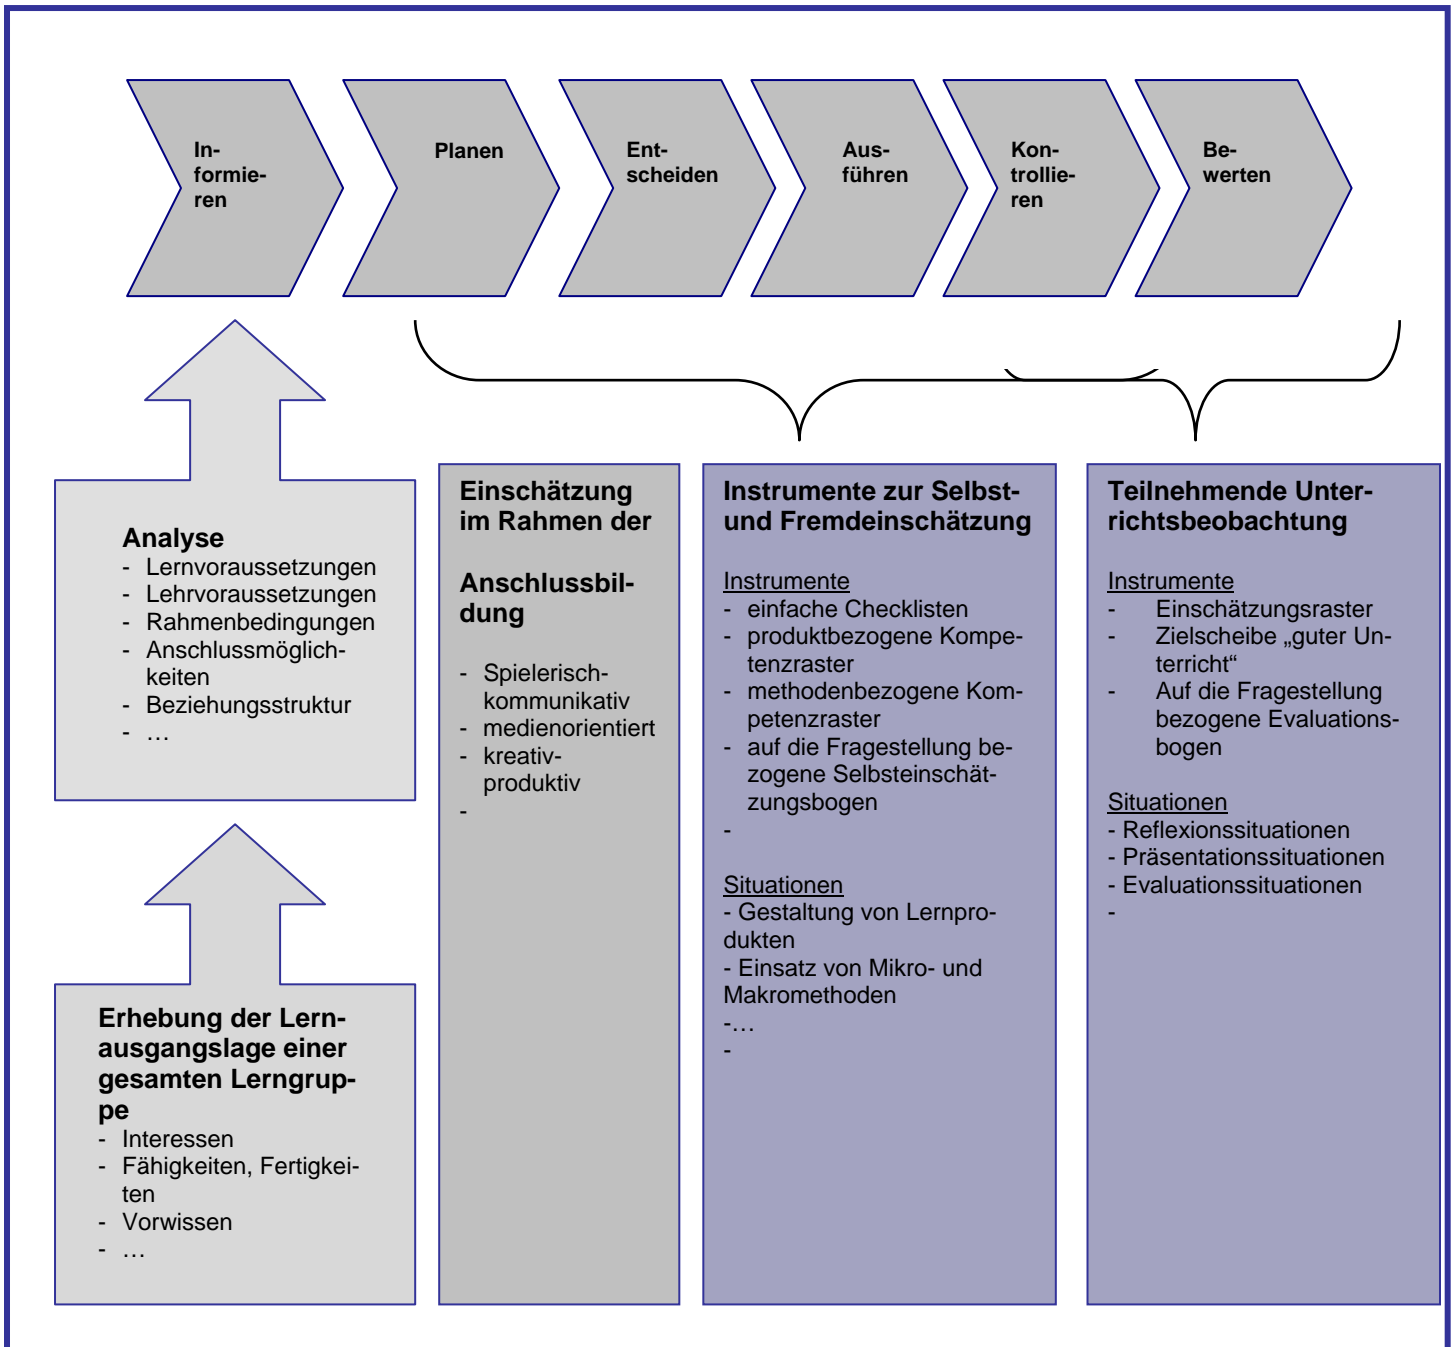 In-
formie-
ren
Planen
Ent-
scheiden
Aus-
führen
Kon-
trollie-
ren
Be-
werten
Analyse
- Lernvoraussetzungen
- Lehrvoraussetzungen
- Rahmenbedingungen
- Anschlussmöglich-
keiten
- Beziehungsstruktur
- …
Erhebung der Lern-
ausgangslage einer
gesamten Lerngrup-
pe
- Interessen
- Fähigkeiten, Fertigkei-
ten
- Vorwissen
- …
Einschätzung
im Rahmen der
Anschlussbil-
dung
- Spielerisch-
kommunikativ
- medienorientiert
- kreativ-
produktiv
-
Instrumente zur Selbst-
und Fremdeinschätzung
Instrumente
- einfache Checklisten
- produktbezogene Kompe-
tenzraster
- methodenbezogene Kom-
petenzraster
- auf die Fragestellung be-
zogene Selbsteinschät-
zungsbogen
-
Situationen
- Gestaltung von Lernpro-
dukten
- Einsatz von Mikro- und
Makromethoden
-…
-
Teilnehmende Unter-
richtsbeobachtung
Instrumente
- Einschätzungsraster
- Zielscheibe „guter Un-
terricht“
- Auf die Fragestellung
bezogene Evaluations-
bogen
Situationen
- Reflexionssituationen
- Präsentationssituationen
- Evaluationssituationen
-